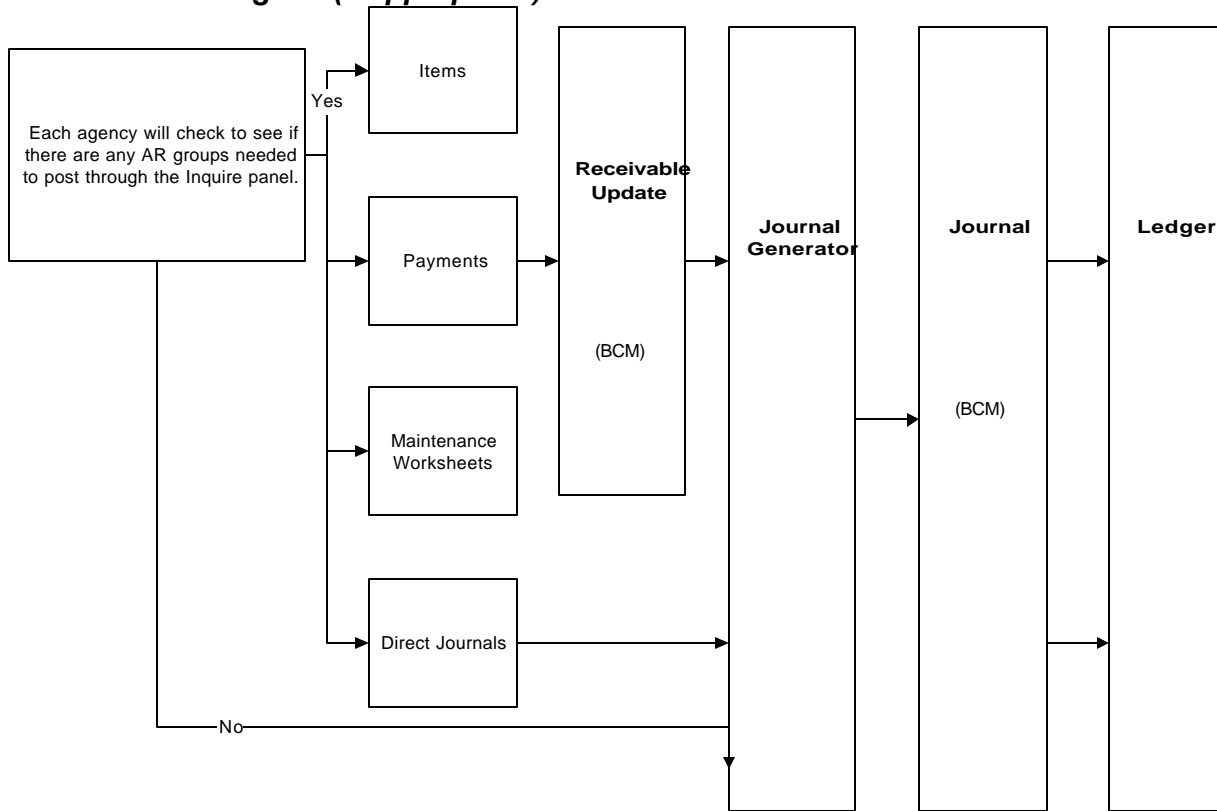 Items
Yes
Each agency will check to see if
there are any AR groups needed
to post through the Inquire panel.
Receivable
Update
Payments
Journal
Generator
Journal
Ledger
(BCM)
(BCM)
Maintenance
Worksheets
Direct Journals
No